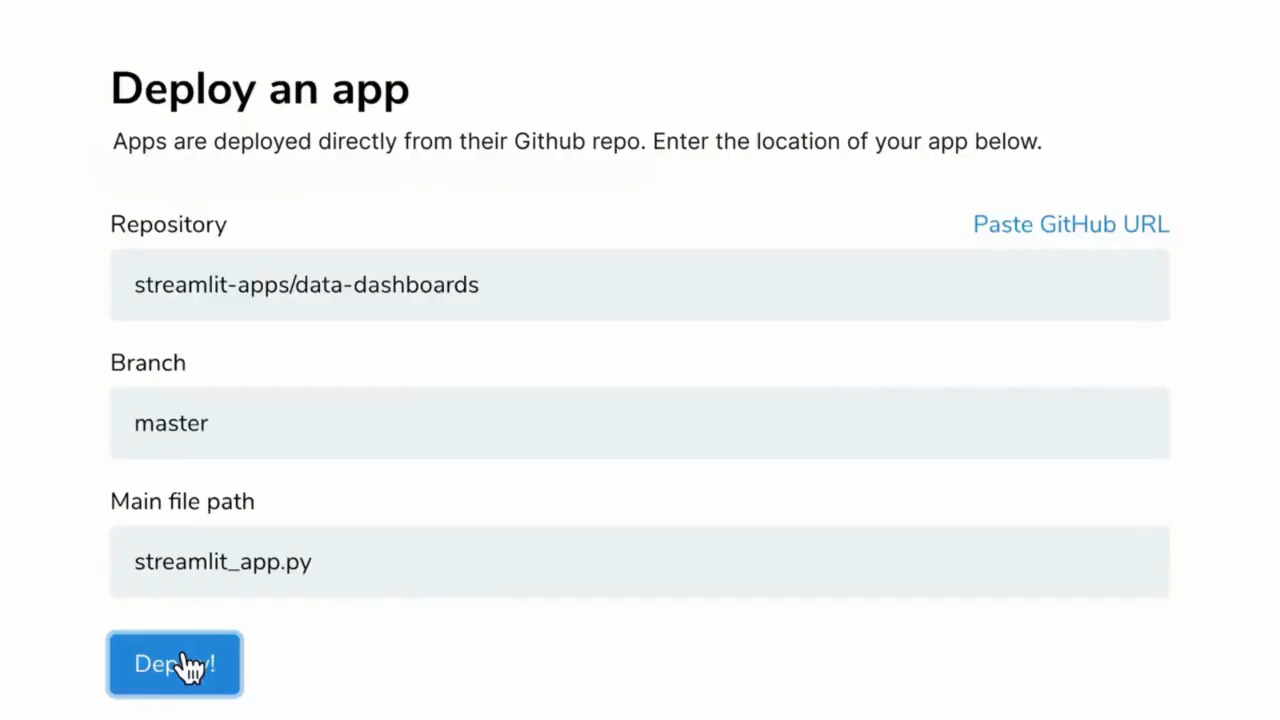 Deploy an app
Apps are deployed directly from their Github repo. Enter the location of your app below.
Repository
Paste GitHub URL
streamlit-apps/data-dashboards
Branch
master
Main file path
streamlit_app.py
Deploy!